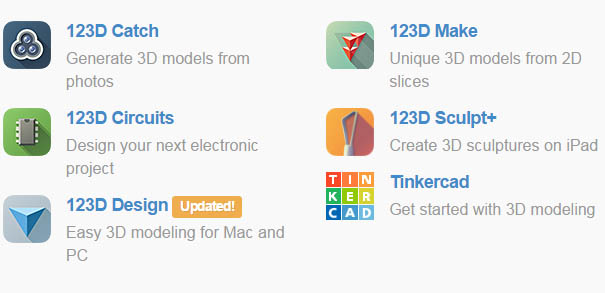 123D Catch
Generate 3D models from
photos
123D Circuits
Design your next electronic
project
123D Design Updated!
Easy 3D modeling for Mac and
PC
123D Make
Unique 3D models from 2D
slices
123D Sculpt+
Create 3D sculptures on iPad
TIN
KER
CAD
Tinkercad
Get started with 3D modeling